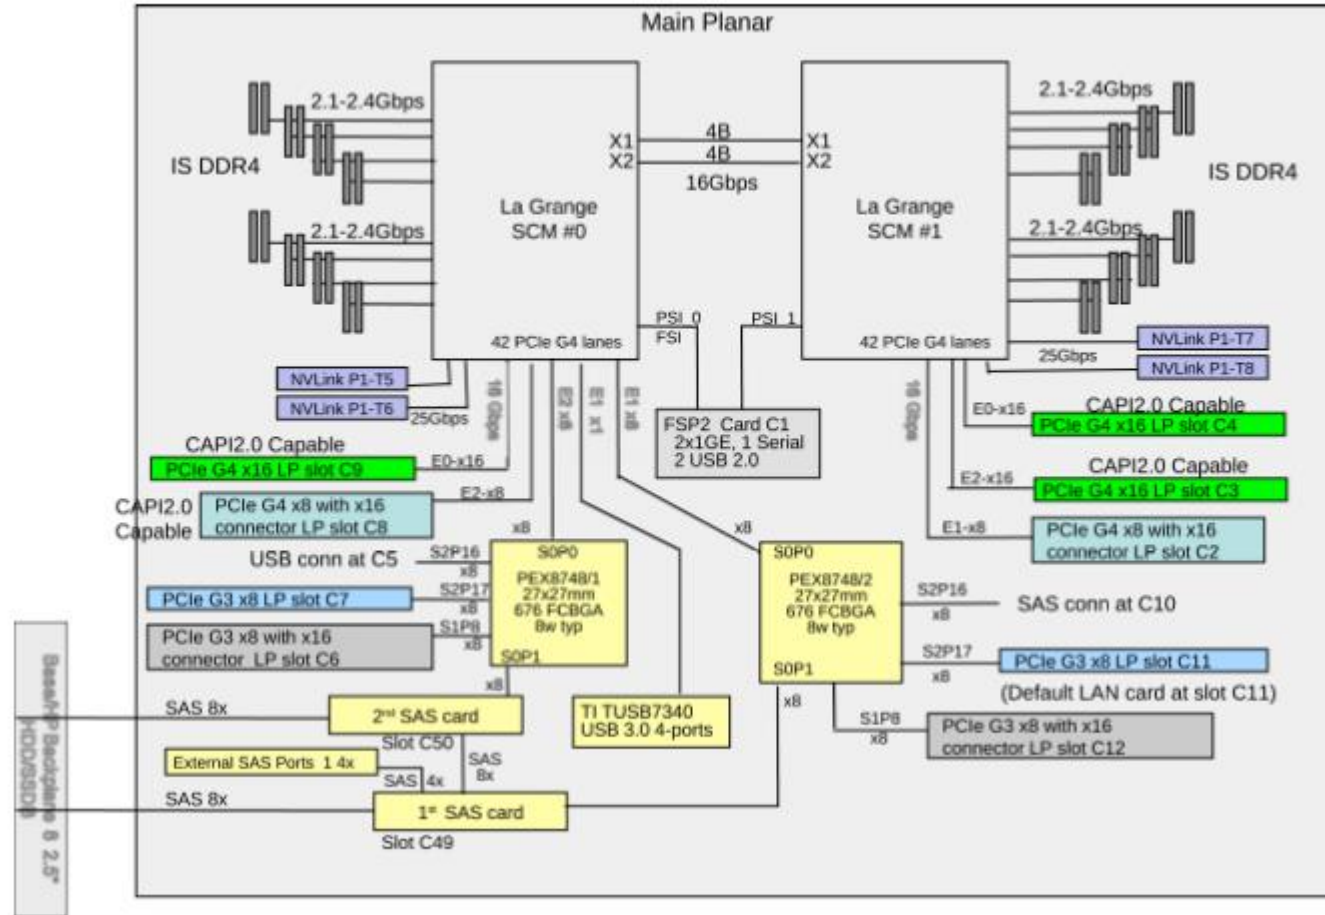 Main Planar
2.1-2.4Gbps
IS DDR4
2.1-2.4Gbps
X1
X2
4B
4B
16Gbps
X1
X2
La Grange
SCM #0
La Grange
SCM #1
2.1-2.4Gbps
IS DDR4
2.1-2.4Gbps
PSI 0
FSI
PSI 1
42 PCIe G4 lanes
42 PCIe G4 lanes
NVLink P1-T5
NVLink P1-T6
25Gbps
16 Gbps
E2 x8
E1 x1
E1 x8
FSP2 Card C1
2x1GE, 1 Serial
2 USB 2.0
16 Gbps
25Gbps
NVLink P1-T7
NVLink P1-T8
CAPI2.0 Capable
PCIe G4 x16 LP slot C9
E0-x16
CAPI2.0
Capable
PCIe G4 x8 with x16
connector LP slot C8
E2-x8
E0-x16
CAPI2.0 Capable
PCIe G4 x16 LP slot C4
E2-x16
CAPI2.0 Capable
PCIe G4 x16 LP slot C3
E1-x8
PCIe G4 x8 with x16
connector LP slot C2
x8
x8
USB conn at C5
S2P16
x8
PCIe G3 x8 LP slot C7
S2P17
x8
PCIe G3 x8 with x16
connector LP slot C6
S1P8
x8
S0P0
PEX8748/1
27x27mm
676 FCBGA
8w typ
S0P1
x8
S0P0
PEX8748/2
27x27mm
676 FCBGA
8w typ
S0P1
x8
S2P16
x8
SAS conn at C10
S2P17
x8
PCIe G3 x8 LP slot C11
(Default LAN card at slot C11)
S1P8
x8
PCIe G3 x8 with x16
connector LP slot C12
TI TUSB7340
USB 3.0 4-ports
SAS 8x
2nd SAS card
Slot C50
External SAS Ports 1 4x
SAS 4x
SAS
8x
SAS 8x
1st SAS card
Slot C49
Backplane 8 2.5"